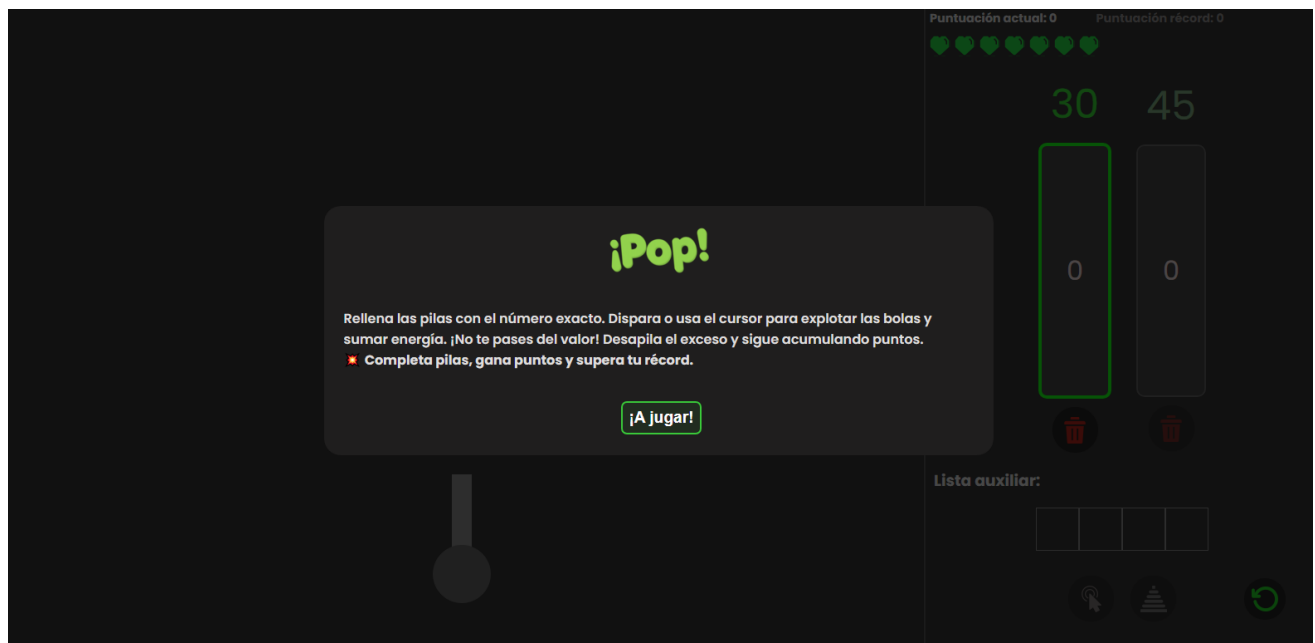 Puntuación actual: 0 Puntuación récord: 0
30 45
¡Pop!
0 0
Rellena las pilas con el número exacto. Dispara o usa el cursor para explotar las bolas y
sumar energía. ¡No te pases del valor! Desapila el exceso y sigue acumulando puntos.
💥 Completa pilas, gana puntos y supera tu récord.
¡A jugar!
Lista auxiliar: